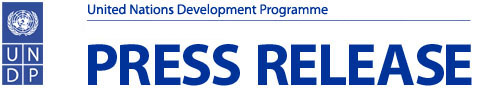 United Nations Development Programme
U N
D P
PRESS RELEASE